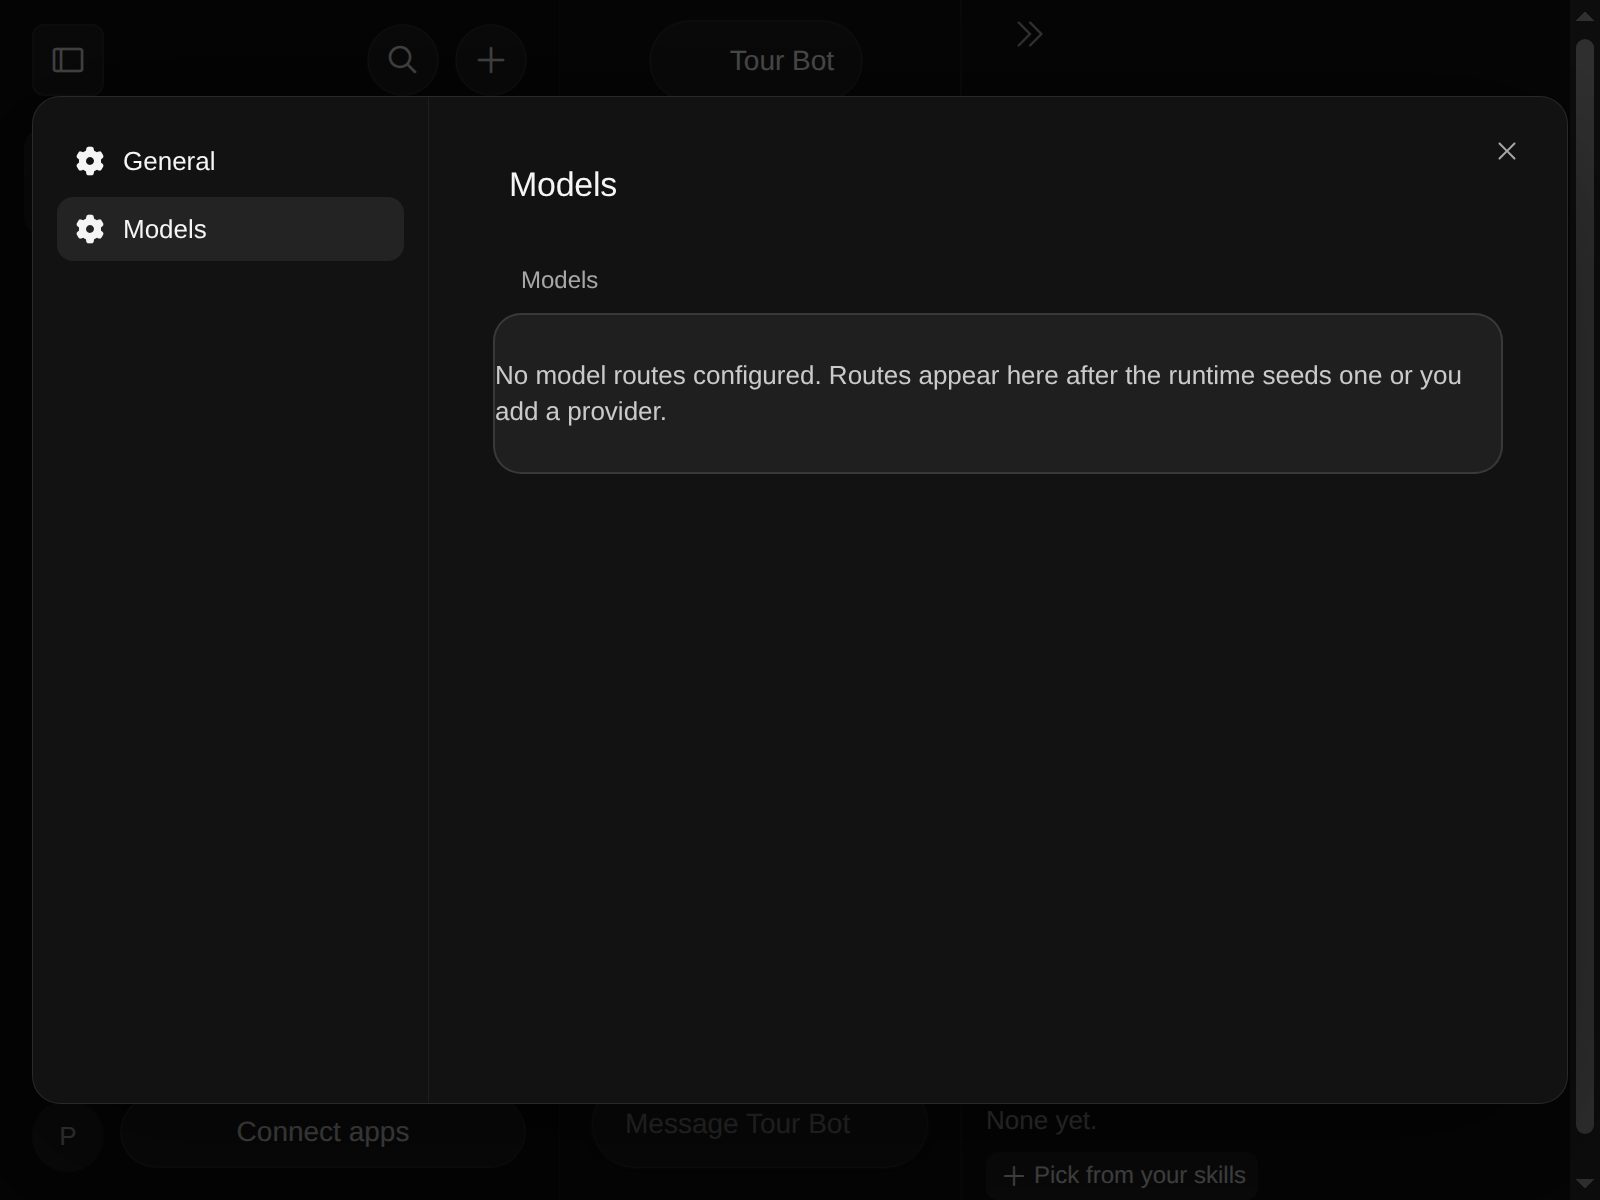 Tour Bot
General
Models
Models
Models
No model routes configured. Routes appear here after the runtime seeds one or you
add a provider.
P
Connect apps
Message Tour Bot
None yet.
Pick from your skills